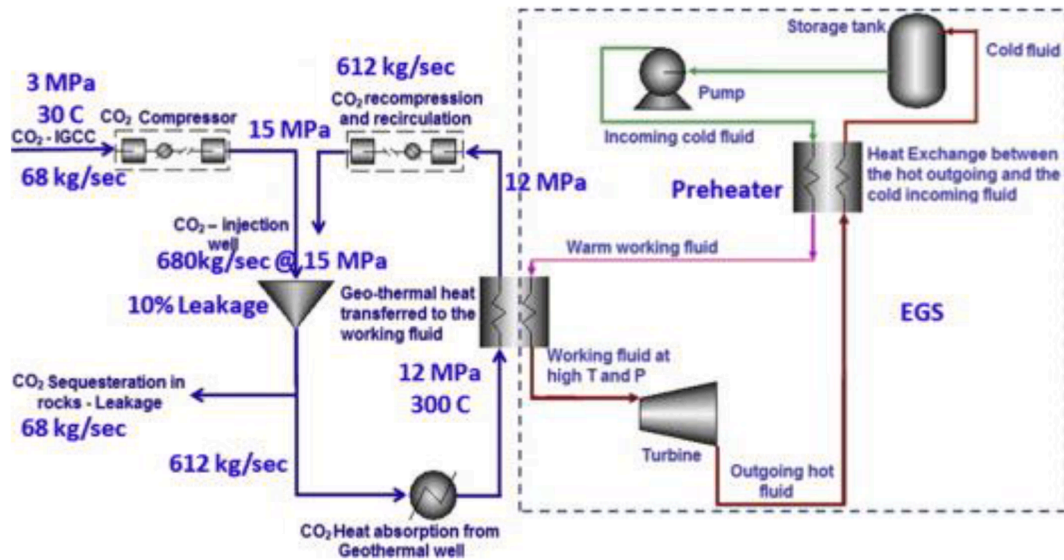 3 MPa
30 C
CO₂ - IGCC
68 kg/sec
CO₂ Compressor
15 MPa
612 kg/sec
CO₂ recompression
and recirculation
12 MPa
CO₂ – injection
well
680kg/sec @ 15 MPa
10% Leakage
Geo-thermal heat
transferred to the
working fluid
CO₂ Sequesteration in
rocks - Leakage
68 kg/sec
612 kg/sec
12 MPa
300 C
CO₂ Heat absorption from
Geothermal well
Storage tank
Cold fluid
Pump
Incoming cold fluid
Preheater
Heat Exchange between
the hot outgoing and the
cold incoming fluid
Warm working fluid
EGS
Working fluid at
high T and P
Turbine
Outgoing hot
fluid